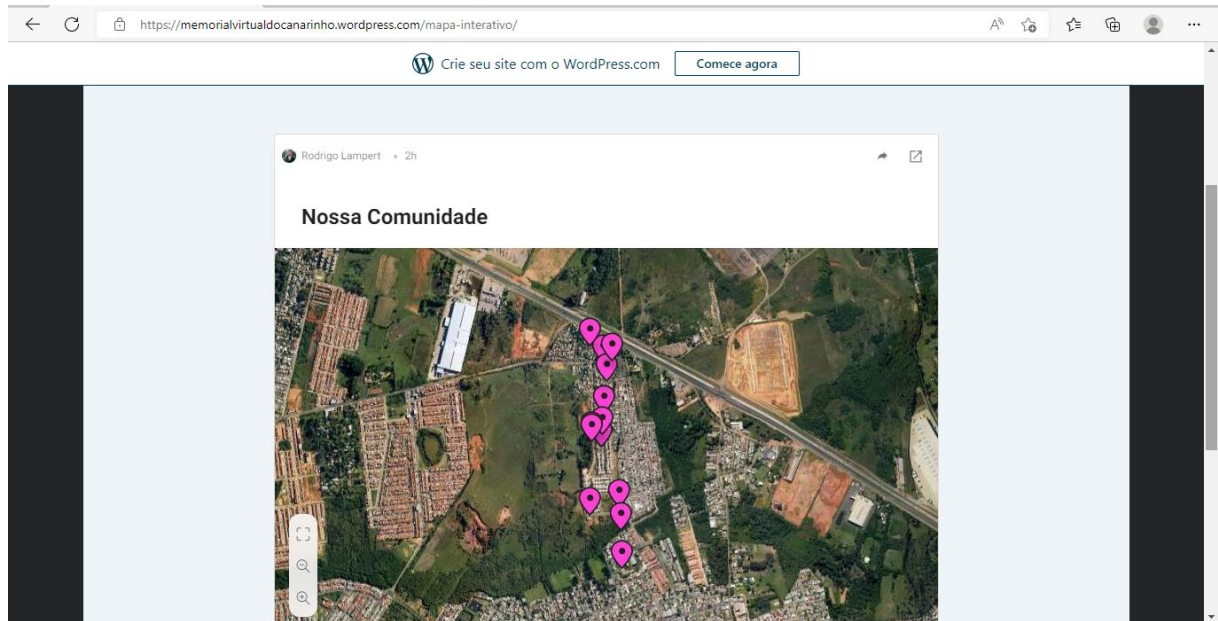 https://memorialvirtualdocanarinho.wordpress.com/mapa-interativo/
Crie seu site com o WordPress.com
Comece agora
Rodrigo Lampert • 2h
Nossa Comunidade